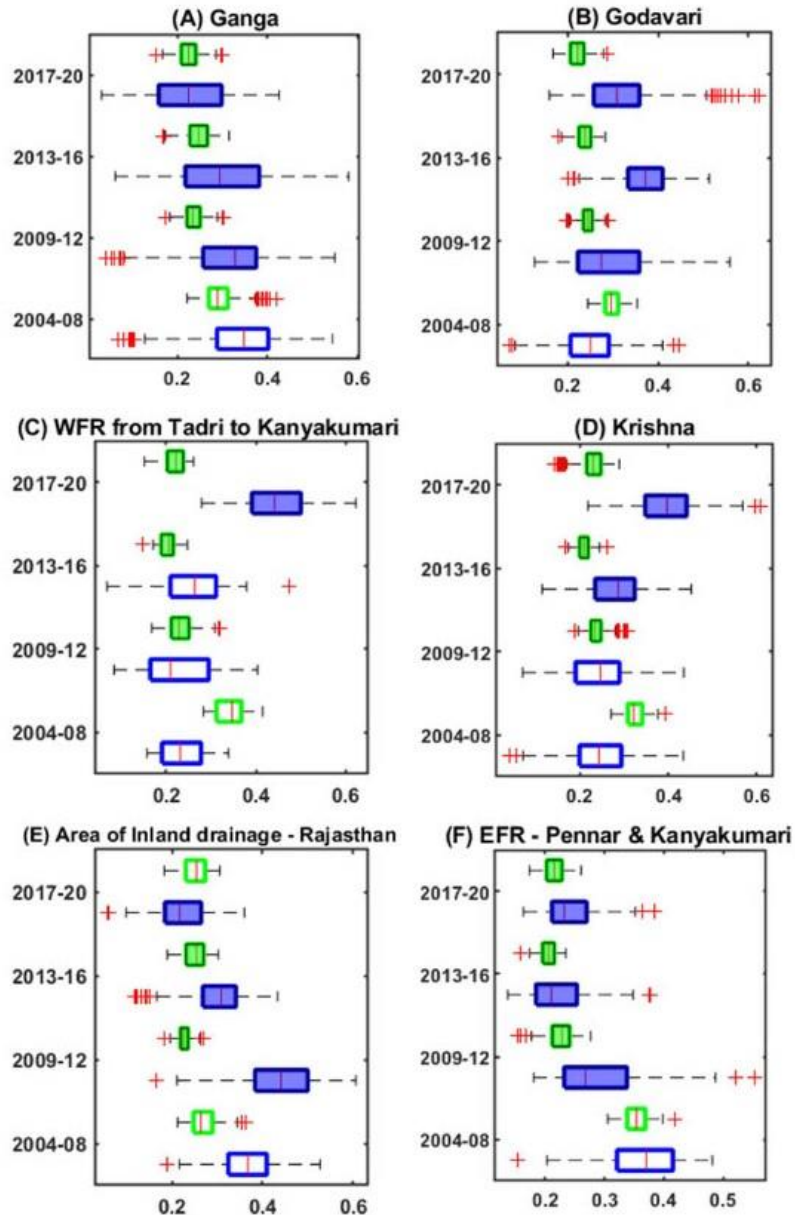 (A) Ganga
2017-20
2013-16
2009-12
2004-08
0.2 0.4 0.6
(B) Godavari
2017-20
2013-16
2009-12
2004-08
0.2 0.4 0.6
(C) WFR from Tadri to Kanyakumari
2017-20
2013-16
2009-12
2004-08
0.2 0.4 0.6
(D) Krishna
2017-20
2013-16
2009-12
2004-08
0.2 0.3 0.4 0.5 0.6
(E) Area of Inland drainage - Rajasthan
2017-20
2013-16
2009-12
2004-08
0.2 0.4 0.6
(F) EFR - Pennar & Kanyakumari
2017-20
2013-16
2009-12
2004-08
0.2 0.3 0.4 0.5